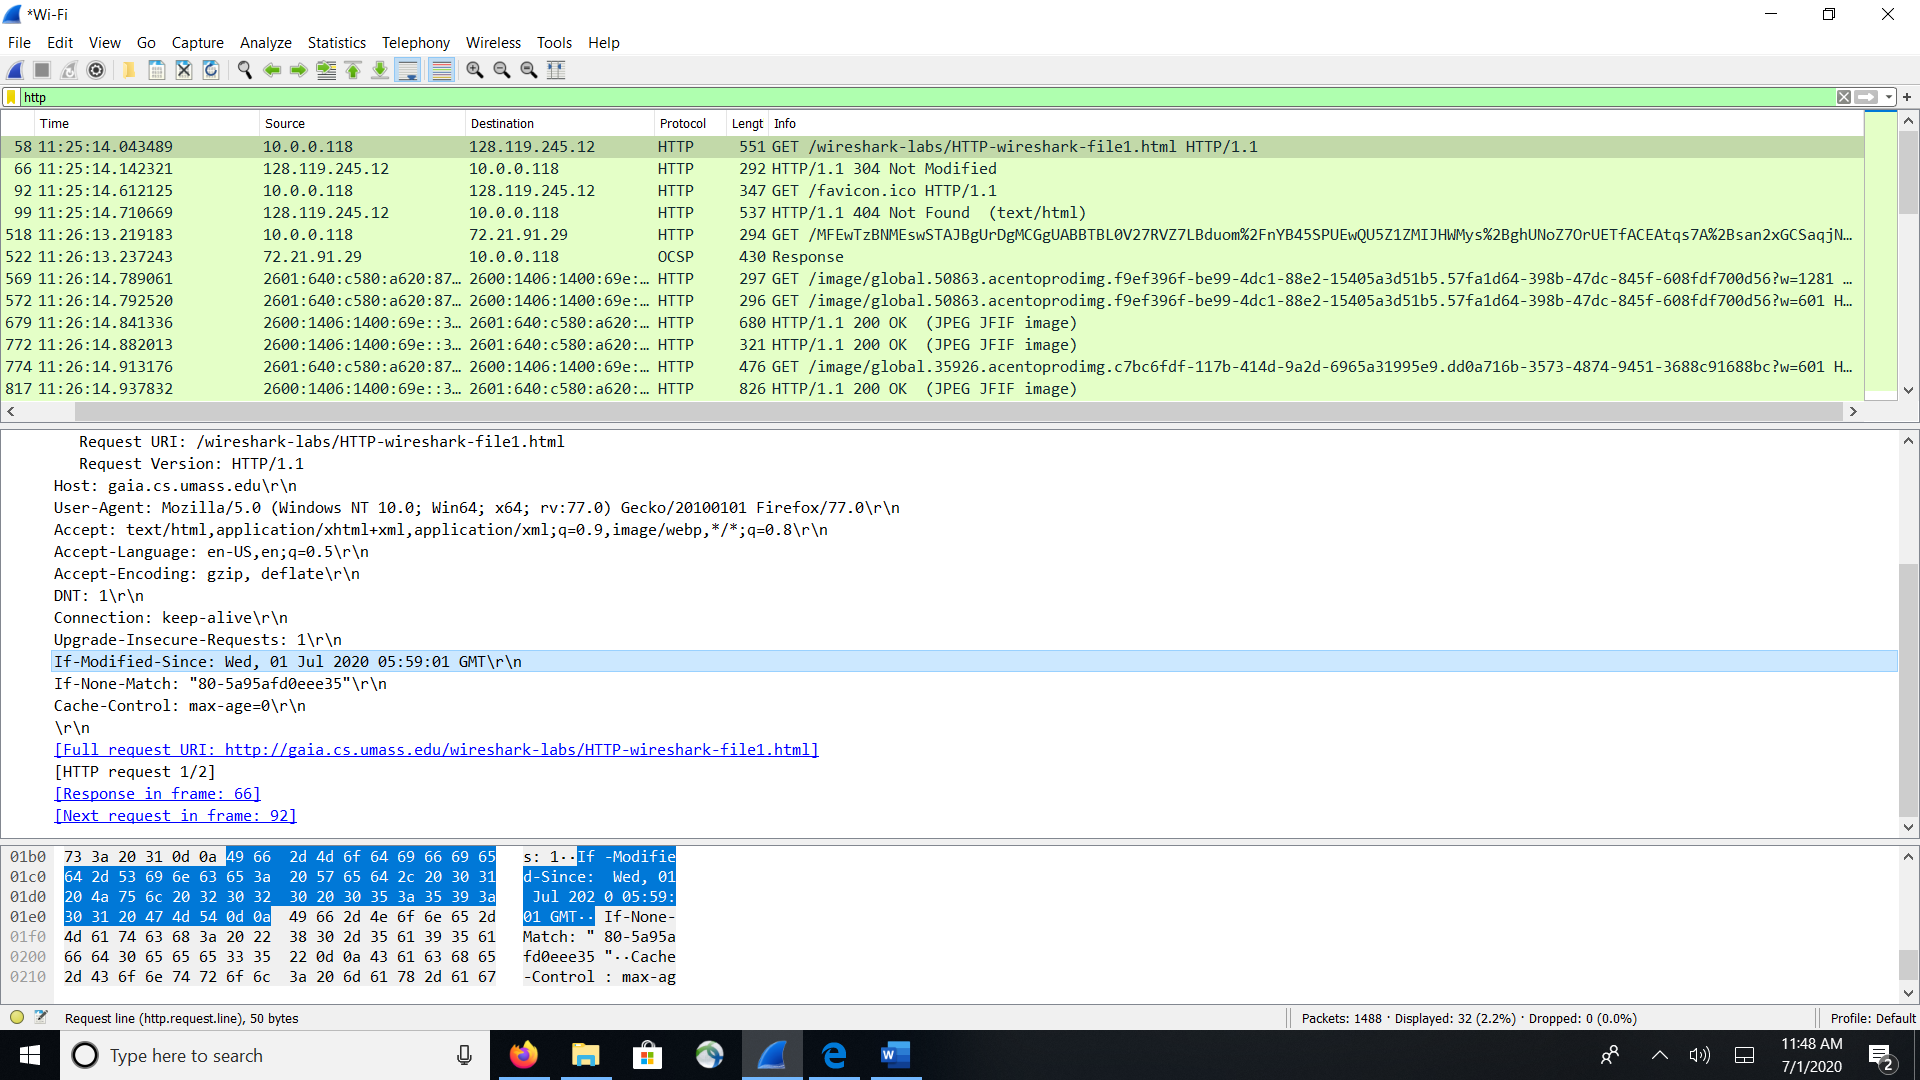 *Wi-Fi
File Edit View Go Capture Analyze Statistics Telephony Wireless Tools Help
http
Time Source Destination Protocol Lengt Info
58 11:25:14.043489 10.0.0.118 128.119.245.12 HTTP 551 GET /wireshark-labs/HTTP-wireshark-file1.html HTTP/1.1
66 11:25:14.142321 128.119.245.12 10.0.0.118 HTTP 292 HTTP/1.1 304 Not Modified
92 11:25:14.612125 10.0.0.118 128.119.245.12 HTTP 347 GET /favicon.ico HTTP/1.1
99 11:25:14.710669 128.119.245.12 10.0.0.118 HTTP 537 HTTP/1.1 404 Not Found (text/html)
518 11:26:13.219183 10.0.0.118 72.21.91.29 HTTP 294 GET /MFEwTzBNMEswSTAJBgUrDgMCGgUABBTBL0V27RVZ7LBduom%2FnYB45SPUEwQU5Z1ZMIJHWMys%2BghUNoZ7OrUETfACEAtqs7A%2Bsan2xGCSaqjN…
522 11:26:13.237243 72.21.91.29 10.0.0.118 OCSP 430 Response
569 11:26:14.789061 2601:640:c580:a620:87… 2600:1406:1400:69e:… HTTP 297 GET /image/global.50863.acentoprodimg.f9ef396f-be99-4dc1-88e2-15405a3d51b5.57fa1d64-398b-47dc-845f-608fdf700d56?w=1281 …
572 11:26:14.792520 2601:640:c580:a620:87… 2600:1406:1400:69e:… HTTP 296 GET /image/global.50863.acentoprodimg.f9ef396f-be99-4dc1-88e2-15405a3d51b5.57fa1d64-398b-47dc-845f-608fdf700d56?w=601 H…
679 11:26:14.841336 2600:1406:1400:69e::3… 2601:640:c580:a620:… HTTP 680 HTTP/1.1 200 OK (JPEG JFIF image)
772 11:26:14.882013 2600:1406:1400:69e::3… 2601:640:c580:a620:… HTTP 321 HTTP/1.1 200 OK (JPEG JFIF image)
774 11:26:14.913176 2601:640:c580:a620:87… 2600:1406:1400:69e:… HTTP 476 GET /image/global.35926.acentoprodimg.c7bc6fdf-117b-414d-9a2d-6965a31995e9.dd0a716b-3573-4874-9451-3688c91688bc?w=601 H…
817 11:26:14.937832 2600:1406:1400:69e::3… 2601:640:c580:a620:… HTTP 826 HTTP/1.1 200 OK (JPEG JFIF image)
Request URI: /wireshark-labs/HTTP-wireshark-file1.html
Request Version: HTTP/1.1
Host: gaia.cs.umass.edu\r\n
User-Agent: Mozilla/5.0 (Windows NT 10.0; Win64; x64; rv:77.0) Gecko/20100101 Firefox/77.0\r\n
Accept: text/html,application/xhtml+xml,application/xml;q=0.9,image/webp,*/*;q=0.8\r\n
Accept-Language: en-US,en;q=0.5\r\n
Accept-Encoding: gzip, deflate\r\n
DNT: 1\r\n
Connection: keep-alive\r\n
Upgrade-Insecure-Requests: 1\r\n
If-Modified-Since: Wed, 01 Jul 2020 05:59:01 GMT\r\n
If-None-Match: "80-5a95afd0eee35"\r\n
Cache-Control: max-age=0\r\n
\r\n
[Full request URI: http://gaia.cs.umass.edu/wireshark-labs/HTTP-wireshark-file1.html]
[HTTP request 1/2]
[Response in frame: 66]
[Next request in frame: 92]
01b0 73 3a 20 31 0d 0a 49 66 2d 4d 6f 64 69 66 69 65 s: 1··If -Modifie
01c0 64 2d 53 69 6e 63 65 3a 20 57 65 64 2c 20 30 31 d-Since: Wed, 01
01d0 20 4a 75 6c 20 32 30 32 30 20 30 35 3a 35 39 3a Jul 202 0 05:59:
01e0 30 31 20 47 4d 54 0d 0a 49 66 2d 4e 6f 6e 65 2d 01 GMT·· If-None-
01f0 4d 61 74 63 68 3a 20 22 38 30 2d 35 61 39 35 61 Match: " 80-5a95a
0200 66 64 30 65 65 65 33 35 22 0d 0a 43 61 63 68 65 fd0eee35 "··Cache
0210 2d 43 6f 6e 74 72 6f 6c 3a 20 6d 61 78 2d 61 67 -Control : max-ag
Request line (http.request.line), 50 bytes Packets: 1488 · Displayed: 32 (2.2%) · Dropped: 0 (0.0%) Profile: Default
Type here to search
11:48 AM
7/1/2020
2